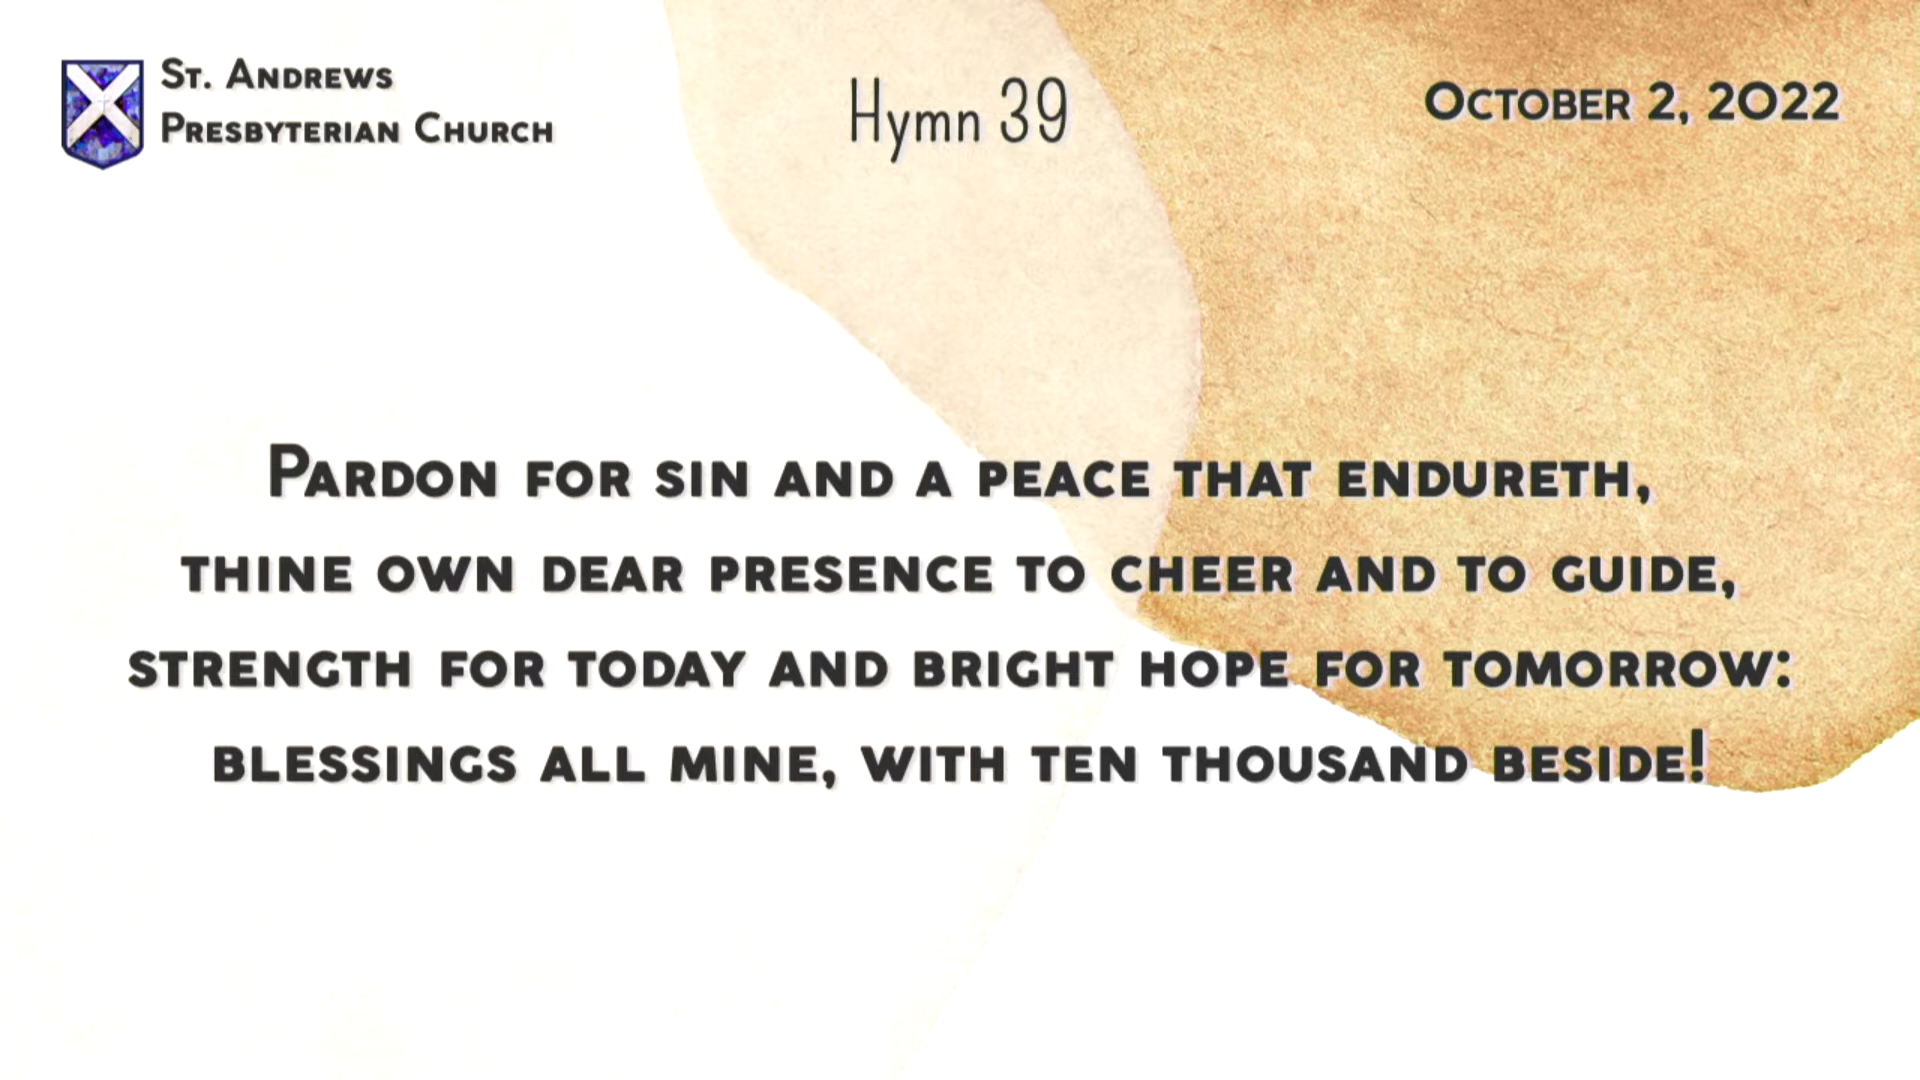 St. Andrews
Presbyterian Church
Hymn 39
October 2, 2022
Pardon for sin and a peace that endureth,
thine own dear presence to cheer and to guide,
strength for today and bright hope for tomorrow:
blessings all mine, with ten thousand beside!